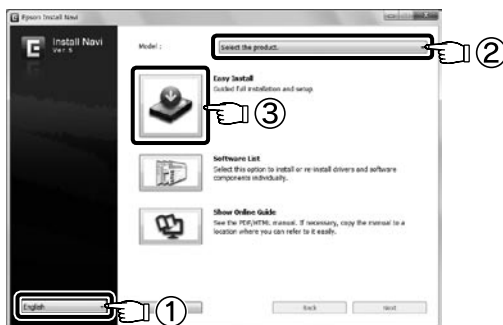 Epson Install Navi
Install Navi
Ver.5
Model :
Select the product.
②
Easy Install
Guided full installation and setup.
③
Software List
Select this option to install or re-install drivers and software
components individually.
Show Online Guide
See the PDF/HTML manual. If necessary, copy the manual to a
location where you can refer to it easily.
English
①
Back
Next